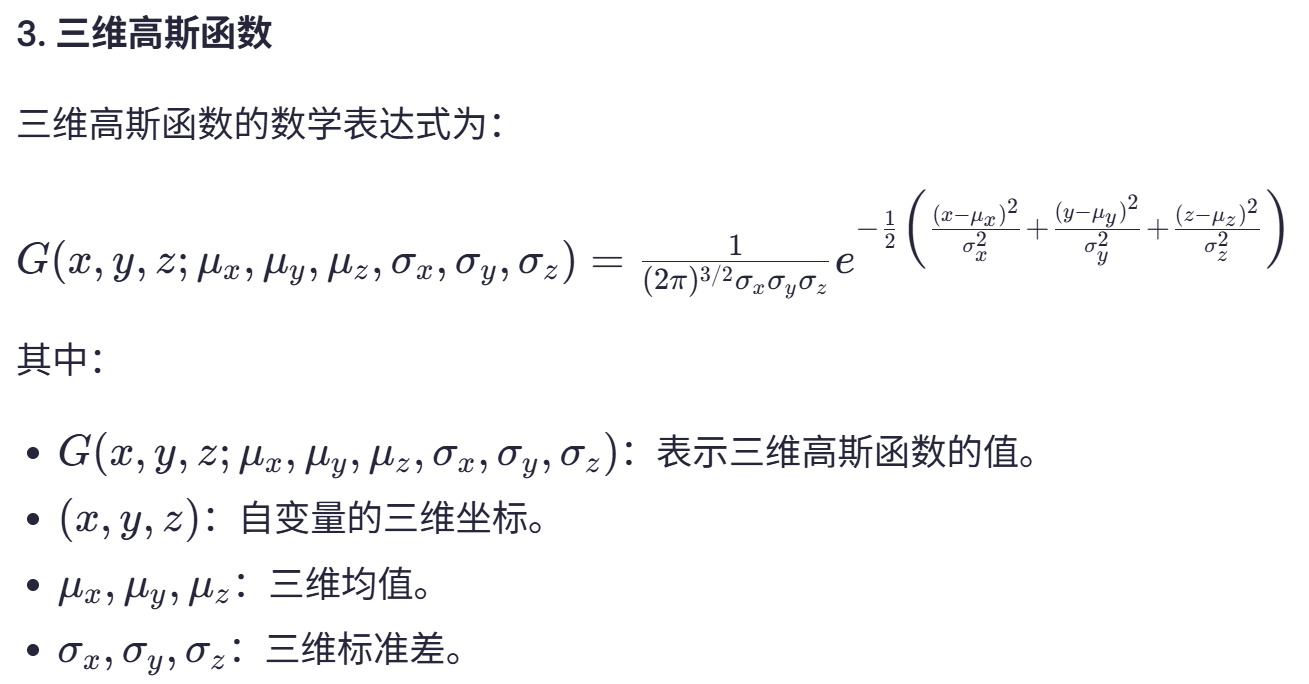 3. 三维高斯函数
三维高斯函数的数学表达式为：
$G(x, y, z; \mu_x, \mu_y, \mu_z, \sigma_x, \sigma_y, \sigma_z) = \frac{1}{(2\pi)^{3/2}\sigma_x\sigma_y\sigma_z} e^{-\frac{1}{2}\left(\frac{(x-\mu_x)^2}{\sigma_x^2}+\frac{(y-\mu_y)^2}{\sigma_y^2}+\frac{(z-\mu_z)^2}{\sigma_z^2}\right)}$
其中：
• $G(x, y, z; \mu_x, \mu_y, \mu_z, \sigma_x, \sigma_y, \sigma_z)$：表示三维高斯函数的值。
• $(x, y, z)$：自变量的三维坐标。
• $\mu_x, \mu_y, \mu_z$：三维均值。
• $\sigma_x, \sigma_y, \sigma_z$：三维标准差。